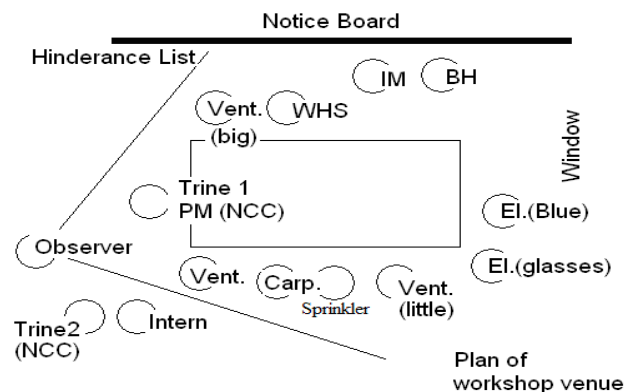 Notice Board
Hinderance List
IM
BH
Vent.
(big)
WHS
Window
Trine 1
PM (NCC)
El.(Blue)
Observer
El.(glasses)
Vent.
Carp.
Sprinkler
Vent.
(little)
Trine2
(NCC)
Intern
Plan of
workshop venue